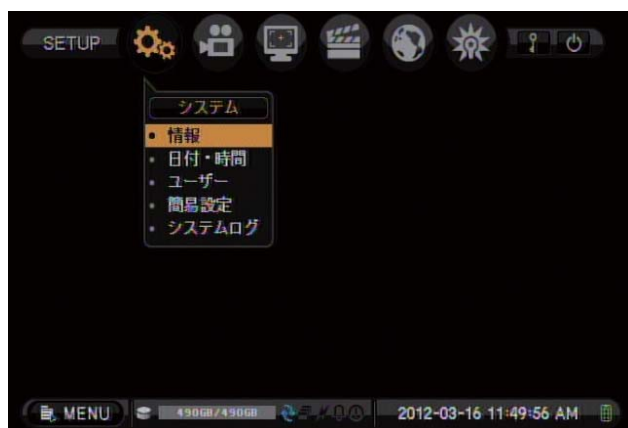 SETUP
システム
情報
日付・時間
ユーザー
簡易設定
システムログ
MENU
490GB/490GB
2012-03-16 11:49:56 AM